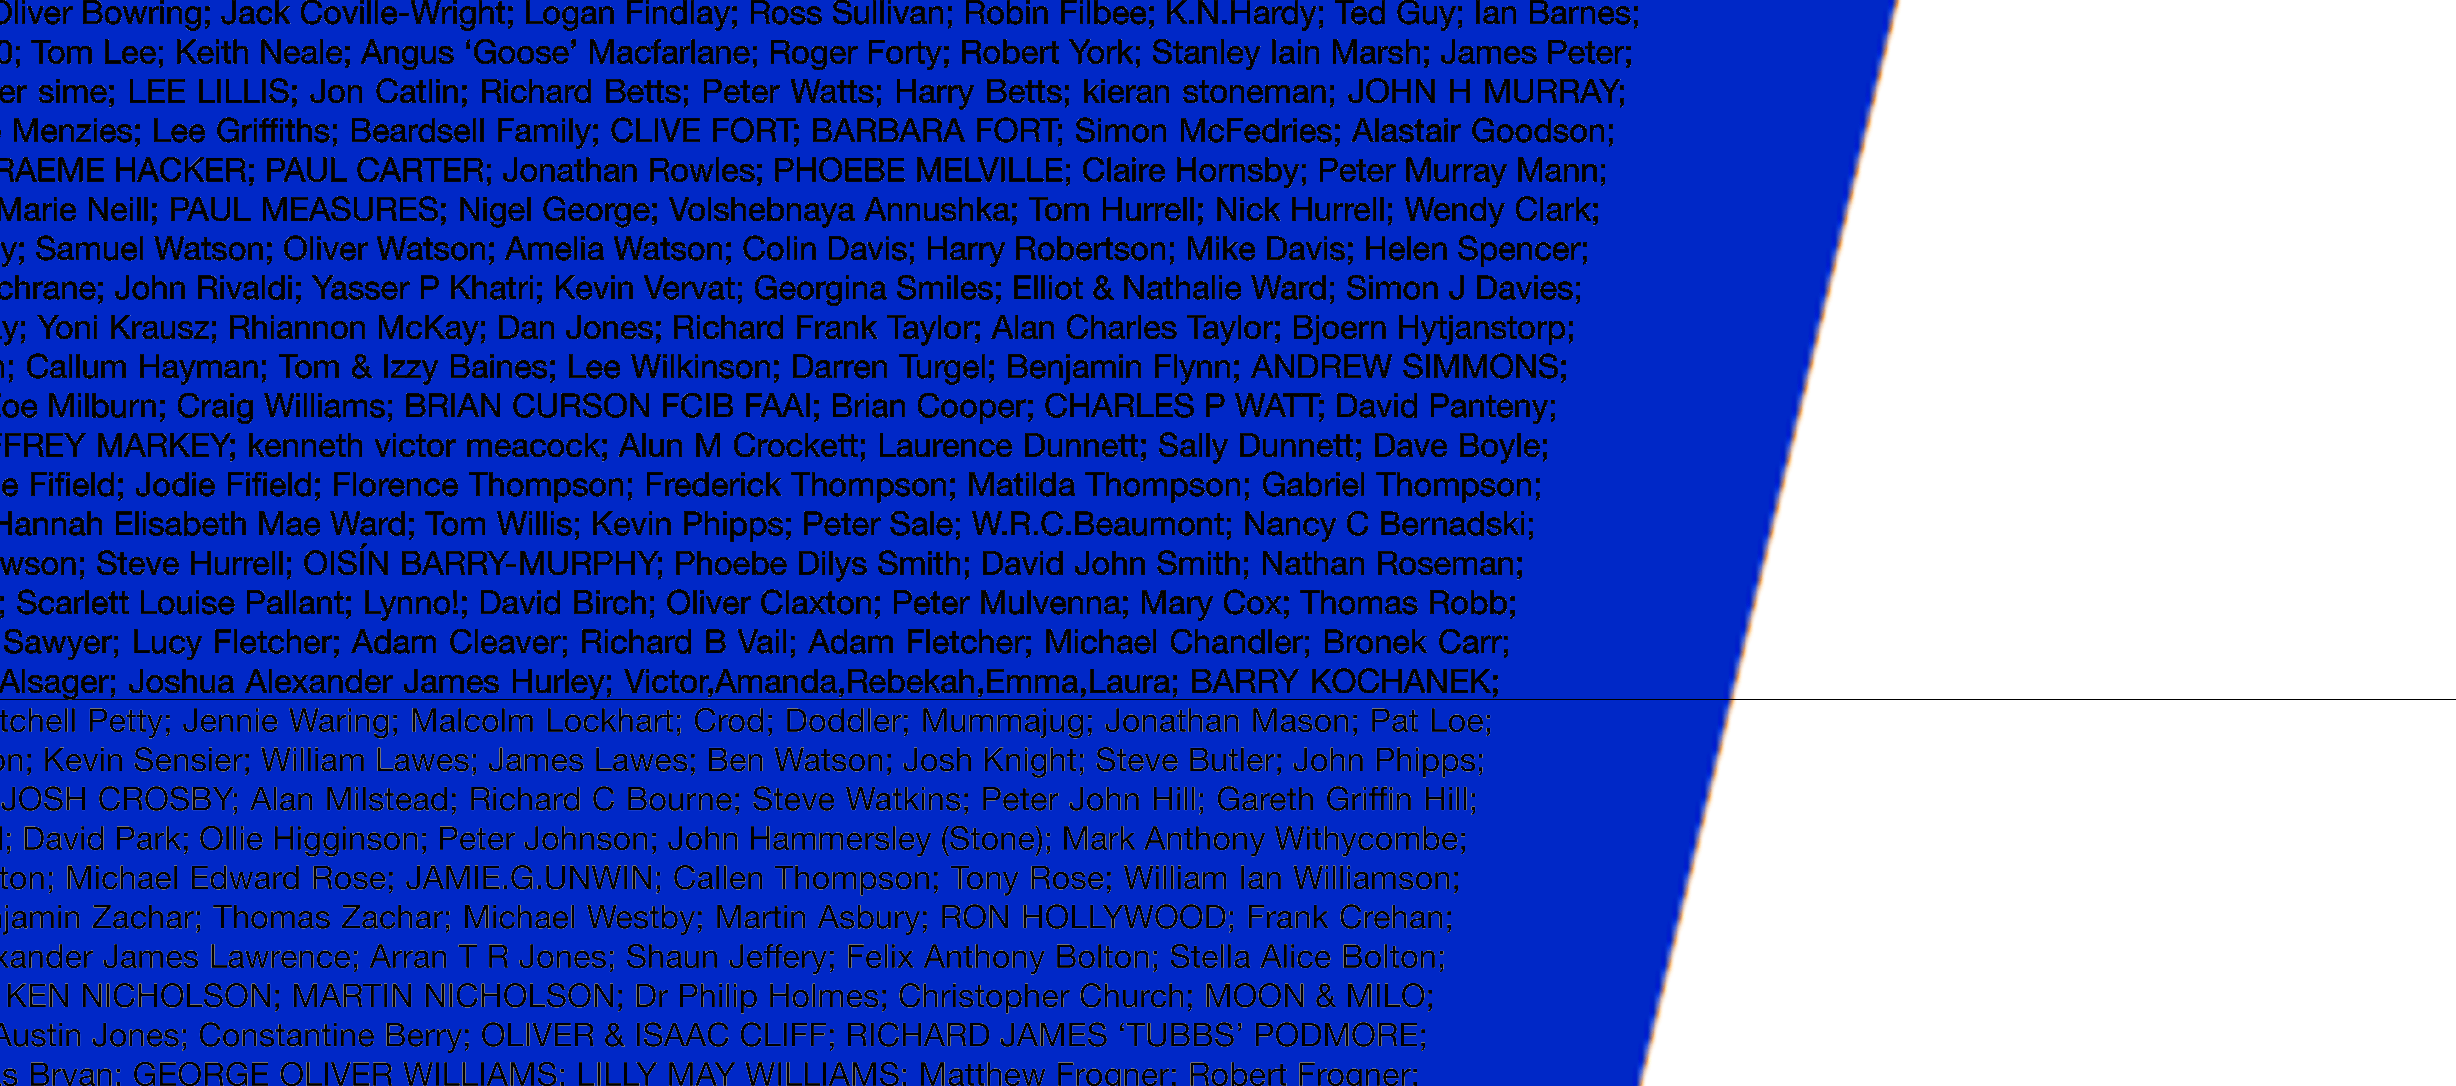 Oliver Bowring; Jack Coville-Wright; Logan Findlay; Ross Sullivan; Robin Filbee; K.N.Hardy; Ted Guy; Ian Barnes;
0; Tom Lee; Keith Neale; Angus ‘Goose’ Macfarlane; Roger Forty; Robert York; Stanley Iain Marsh; James Peter;
er sime; LEE LILLIS; Jon Catlin; Richard Betts; Peter Watts; Harry Betts; kieran stoneman; JOHN H MURRAY;
Menzies; Lee Griffiths; Beardsell Family; CLIVE FORT; BARBARA FORT; Simon McFedries; Alastair Goodson;
RAEME HACKER; PAUL CARTER; Jonathan Rowles; PHOEBE MELVILLE; Claire Hornsby; Peter Murray Mann;
Marie Neill; PAUL MEASURES; Nigel George; Volshebnaya Annushka; Tom Hurrell; Nick Hurrell; Wendy Clark;
y; Samuel Watson; Oliver Watson; Amelia Watson; Colin Davis; Harry Robertson; Mike Davis; Helen Spencer;
chrane; John Rivaldi; Yasser P Khatri; Kevin Vervat; Georgina Smiles; Elliot & Nathalie Ward; Simon J Davies;
y; Yoni Krausz; Rhiannon McKay; Dan Jones; Richard Frank Taylor; Alan Charles Taylor; Bjoern Hytjanstorp;
; Callum Hayman; Tom & Izzy Baines; Lee Wilkinson; Darren Turgel; Benjamin Flynn; ANDREW SIMMONS;
Zoe Milburn; Craig Williams; BRIAN CURSON FCIB FAAI; Brian Cooper; CHARLES P WATT; David Panteny;
FFREY MARKEY; kenneth victor meacock; Alun M Crockett; Laurence Dunnett; Sally Dunnett; Dave Boyle;
e Fifield; Jodie Fifield; Florence Thompson; Frederick Thompson; Matilda Thompson; Gabriel Thompson;
Hannah Elisabeth Mae Ward; Tom Willis; Kevin Phipps; Peter Sale; W.R.C.Beaumont; Nancy C Bernadski;
wson; Steve Hurrell; OISÍN BARRY-MURPHY; Phoebe Dilys Smith; David John Smith; Nathan Roseman;
; Scarlett Louise Pallant; Lynno!; David Birch; Oliver Claxton; Peter Mulvenna; Mary Cox; Thomas Robb;
Sawyer; Lucy Fletcher; Adam Cleaver; Richard B Vail; Adam Fletcher; Michael Chandler; Bronek Carr;
Alsager; Joshua Alexander James Hurley; Victor,Amanda,Rebekah,Emma,Laura; BARRY KOCHANEK;
tchell Petty; Jennie Waring; Malcolm Lockhart; Crod; Doddler; Mummajug; Jonathan Mason; Pat Loe;
on; Kevin Sensier; William Lawes; James Lawes; Ben Watson; Josh Knight; Steve Butler; John Phipps;
JOSH CROSBY; Alan Milstead; Richard C Bourne; Steve Watkins; Peter John Hill; Gareth Griffin Hill;
l; David Park; Ollie Higginson; Peter Johnson; John Hammersley (Stone); Mark Anthony Withycombe;
ton; Michael Edward Rose; JAMIE.G.UNWIN; Callen Thompson; Tony Rose; William Ian Williamson;
njamin Zachar; Thomas Zachar; Michael Westby; Martin Asbury; RON HOLLYWOOD; Frank Crehan;
xander James Lawrence; Arran T R Jones; Shaun Jeffery; Felix Anthony Bolton; Stella Alice Bolton;
KEN NICHOLSON; MARTIN NICHOLSON; Dr Philip Holmes; Christopher Church; MOON & MILO;
Austin Jones; Constantine Berry; OLIVER & ISAAC CLIFF; RICHARD JAMES ‘TUBBS’ PODMORE;
s Bryan; GEORGE OLIVER WILLIAMS; LILLY MAY WILLIAMS; Matthew Frogner; Robert Frogner;